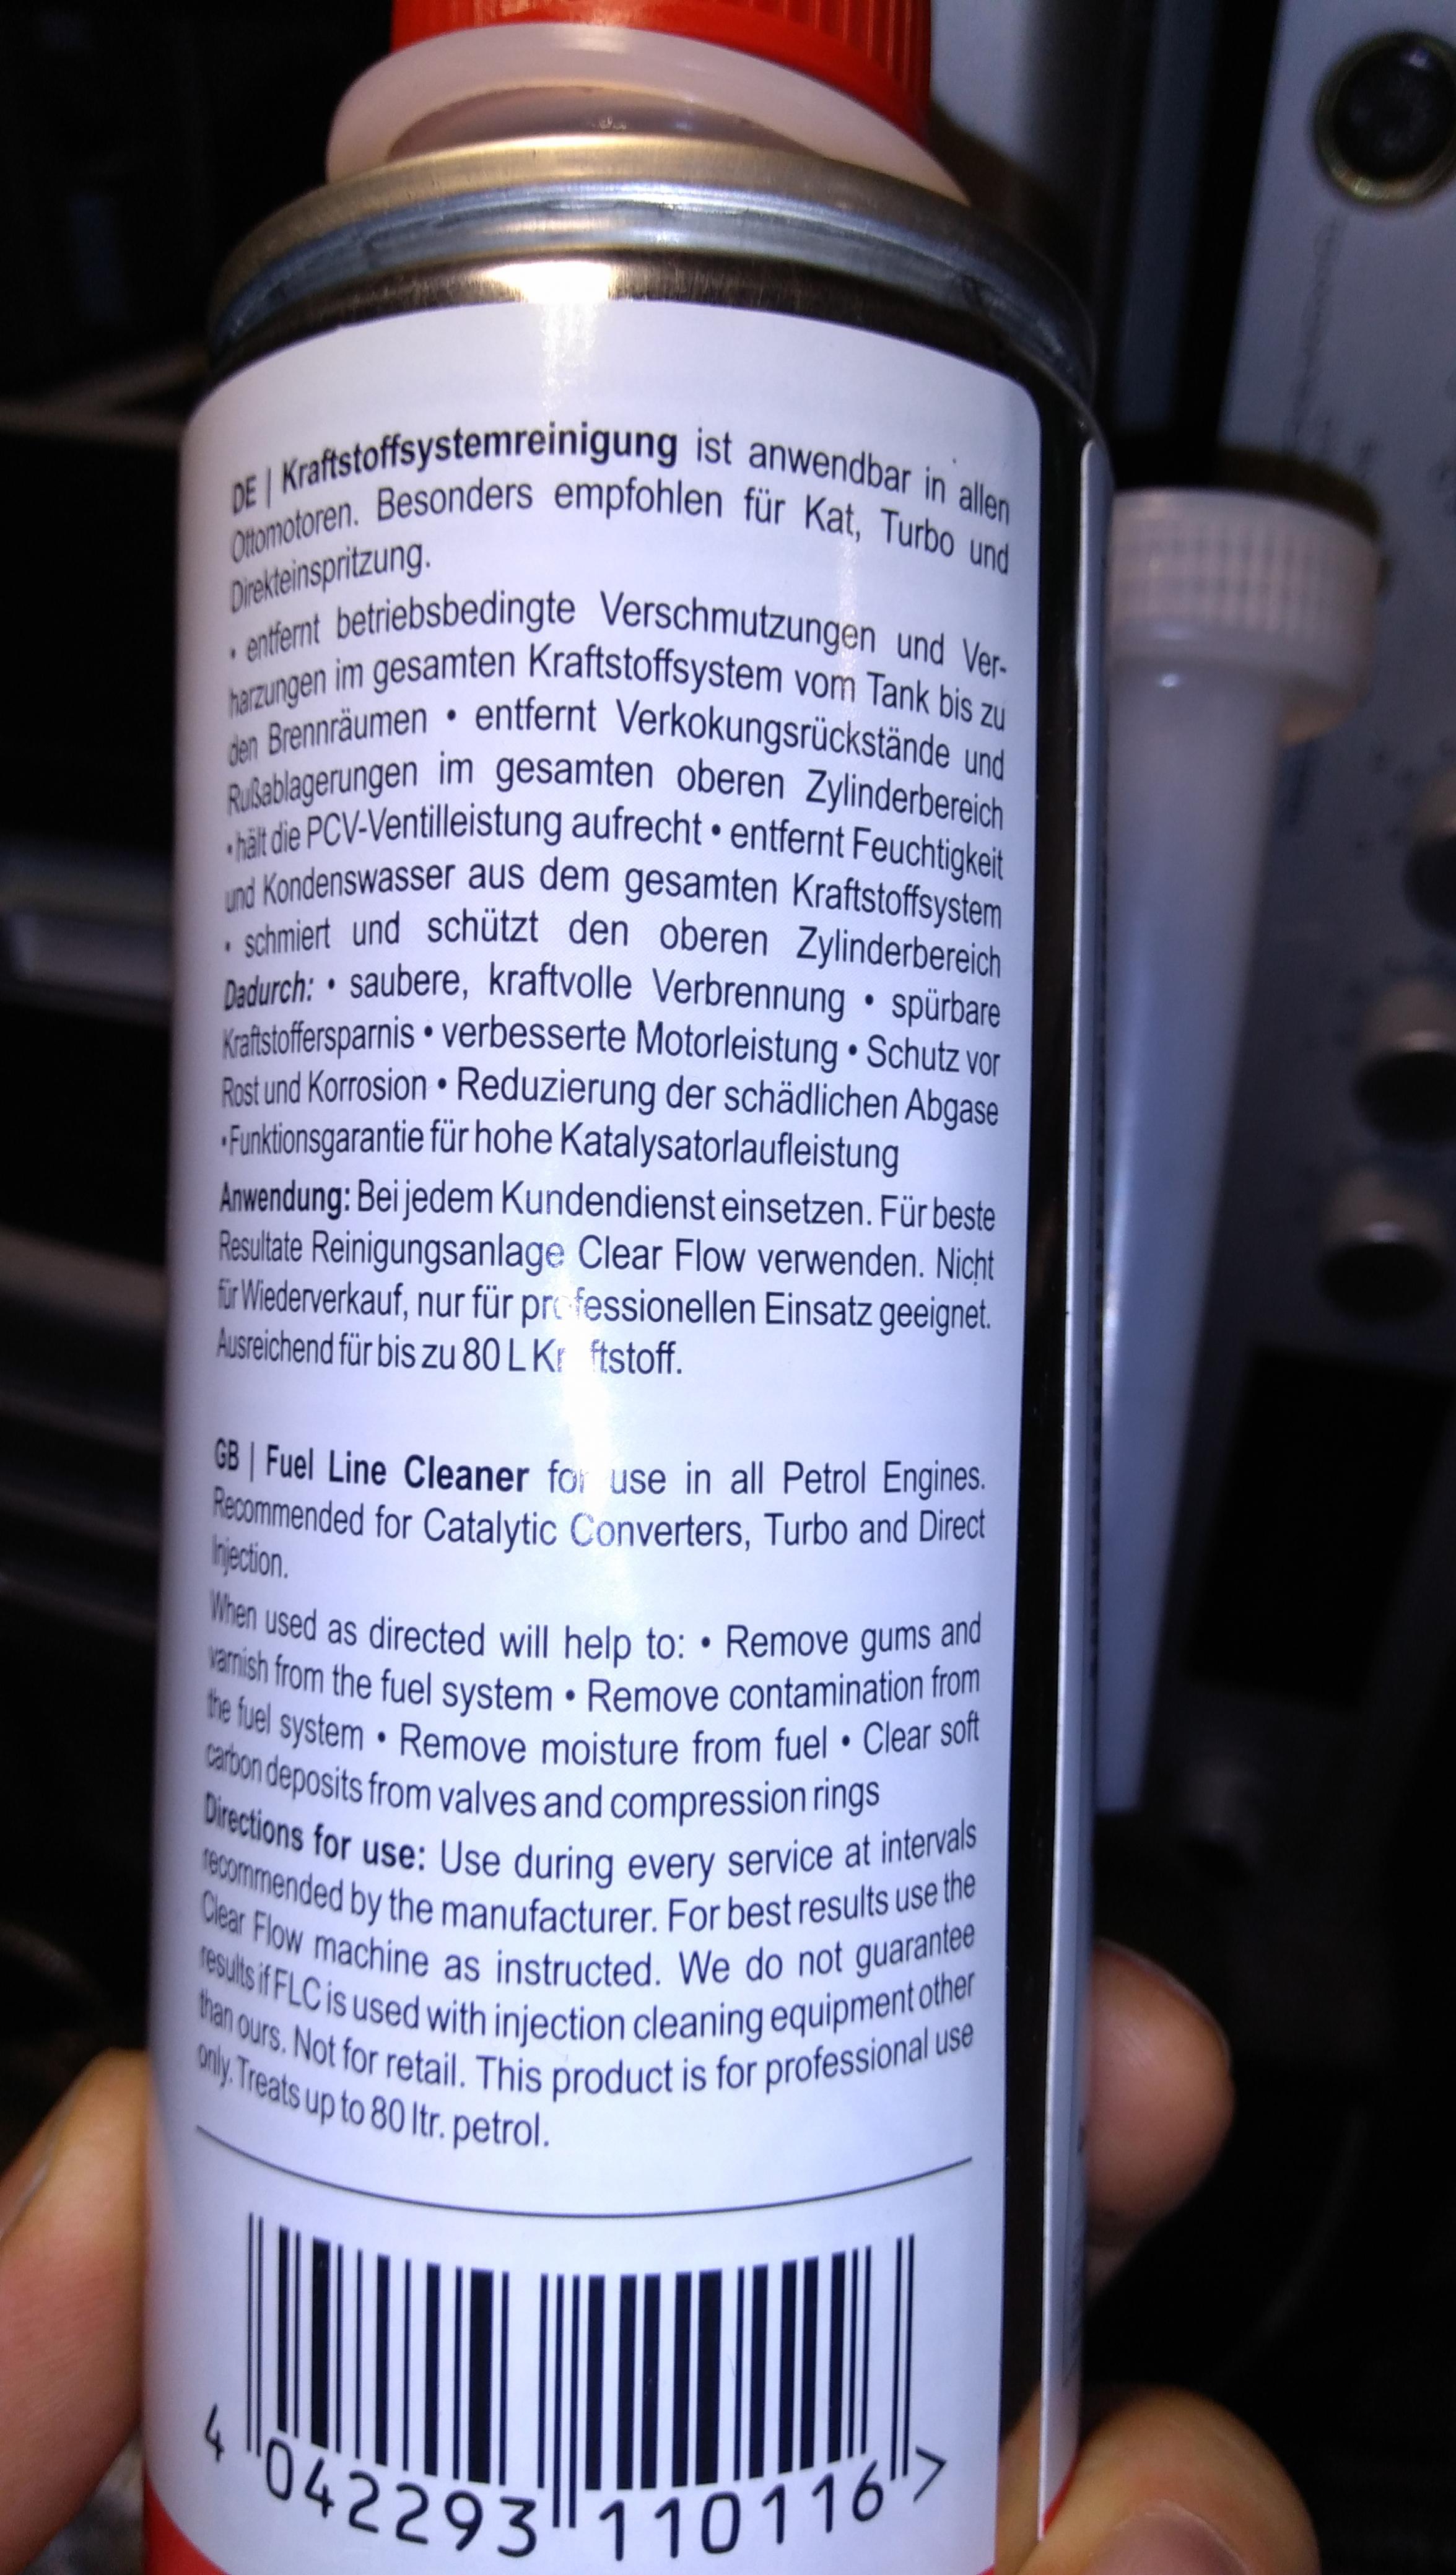 DE | Kraftstoffsystemreinigung ist anwendbar in allen
Ottomotoren. Besonders empfohlen für Kat, Turbo und
Direkteinspritzung.
• entfernt betriebsbedingte Verschmutzungen und Ver-
harzungen im gesamten Kraftstoffsystem vom Tank bis zu
den Brennräumen • entfernt Verkokungsrückstände und
Rußablagerungen im gesamten oberen Zylinderbereich
• hält die PCV-Ventilleistung aufrecht • entfernt Feuchtigkeit
und Kondenswasser aus dem gesamten Kraftstoffsystem
• schmiert und schützt den oberen Zylinderbereich
Dadurch: • saubere, kraftvolle Verbrennung • spürbare
Kraftstoffersparnis • verbesserte Motorleistung • Schutz vor
Rost und Korrosion • Reduzierung der schädlichen Abgase
• Funktionsgarantie für hohe Katalysatorlaufleistung
Anwendung: Bei jedem Kundendienst einsetzen. Für beste
Resultate Reinigungsanlage Clear Flow verwenden. Nicht
für Wiederverkauf, nur für professionellen Einsatz geeignet.
Ausreichend für bis zu 80 L Kraftstoff.
GB | Fuel Line Cleaner for use in all Petrol Engines.
Recommended for Catalytic Converters, Turbo and Direct
Injection.
When used as directed will help to: • Remove gums and
varnish from the fuel system • Remove contamination from
the fuel system • Remove moisture from fuel • Clear soft
carbon deposits from valves and compression rings
Directions for use: Use during every service at intervals
recommended by the manufacturer. For best results use the
Clear Flow machine as instructed. We do not guarantee
results if FLC is used with injection cleaning equipment other
than ours. Not for retail. This product is for professional use
only. Treats up to 80 ltr. petrol.
4 042293 110116 >